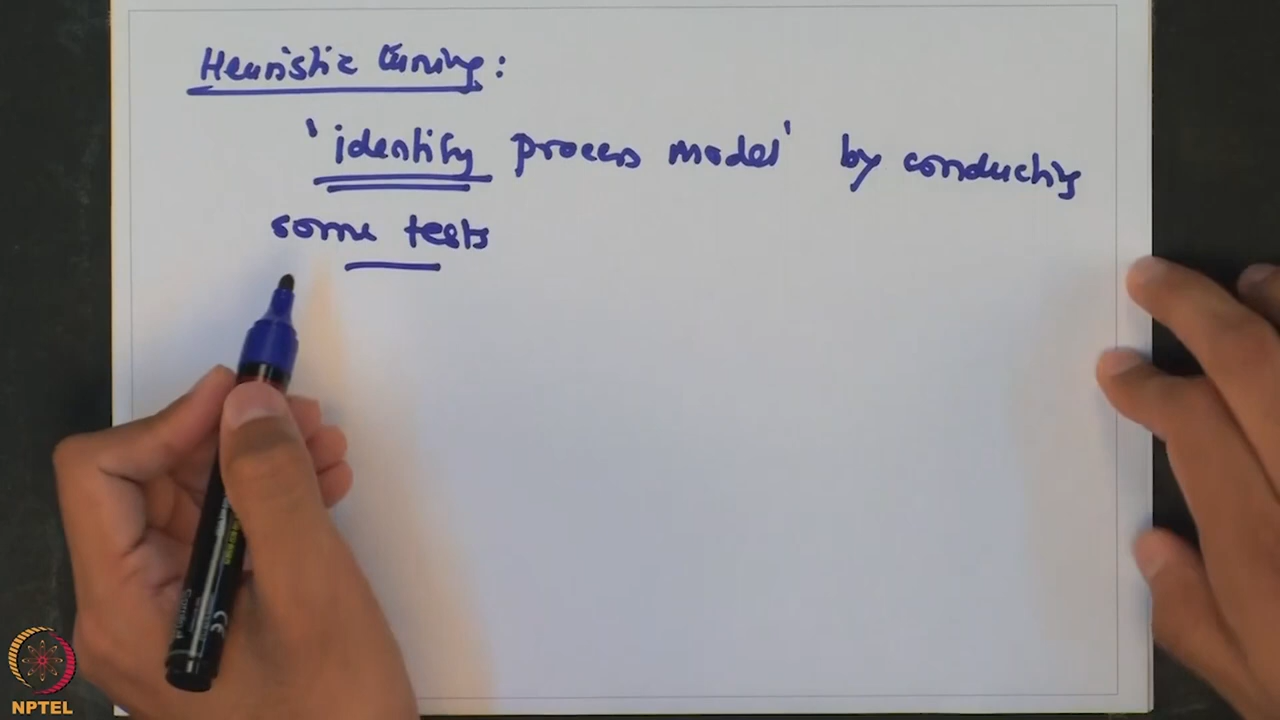 Heuristic tuning:
'identify process model' by conducting
some tests
NPTEL